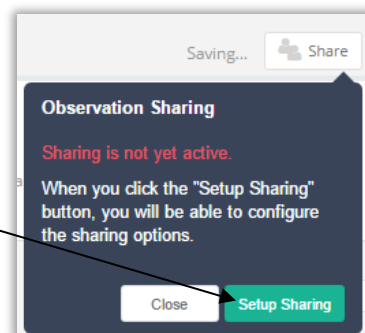 Saving... Share
Observation Sharing
Sharing is not yet active.
When you click the "Setup Sharing"
button, you will be able to configure
the sharing options.
Close Setup Sharing